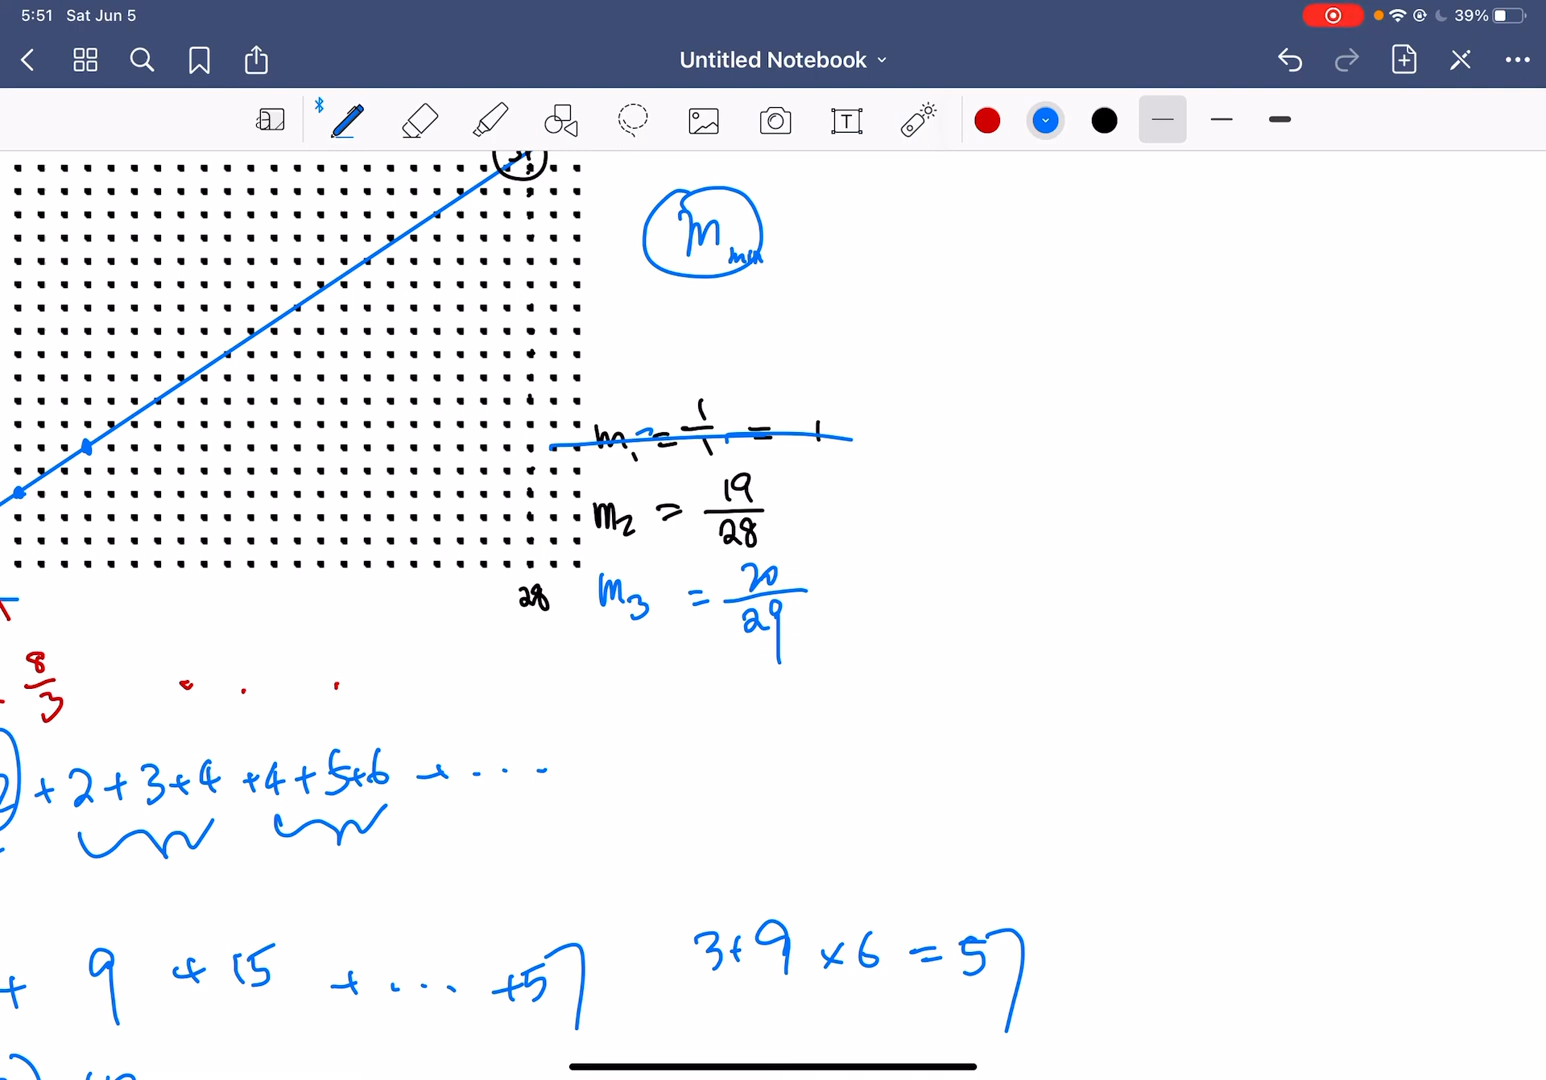 5:51 Sat Jun 5 39%
Untitled Notebook
T
m min
m1 = 1/1 = 1
m2 = 19/28
28 m3 = 20/29
8/3
+ 2 + 3 + 4 + 4 + 5 + 6 + ...
+ 9 + 15 + ... + 57 3 + 9 × 6 = 57